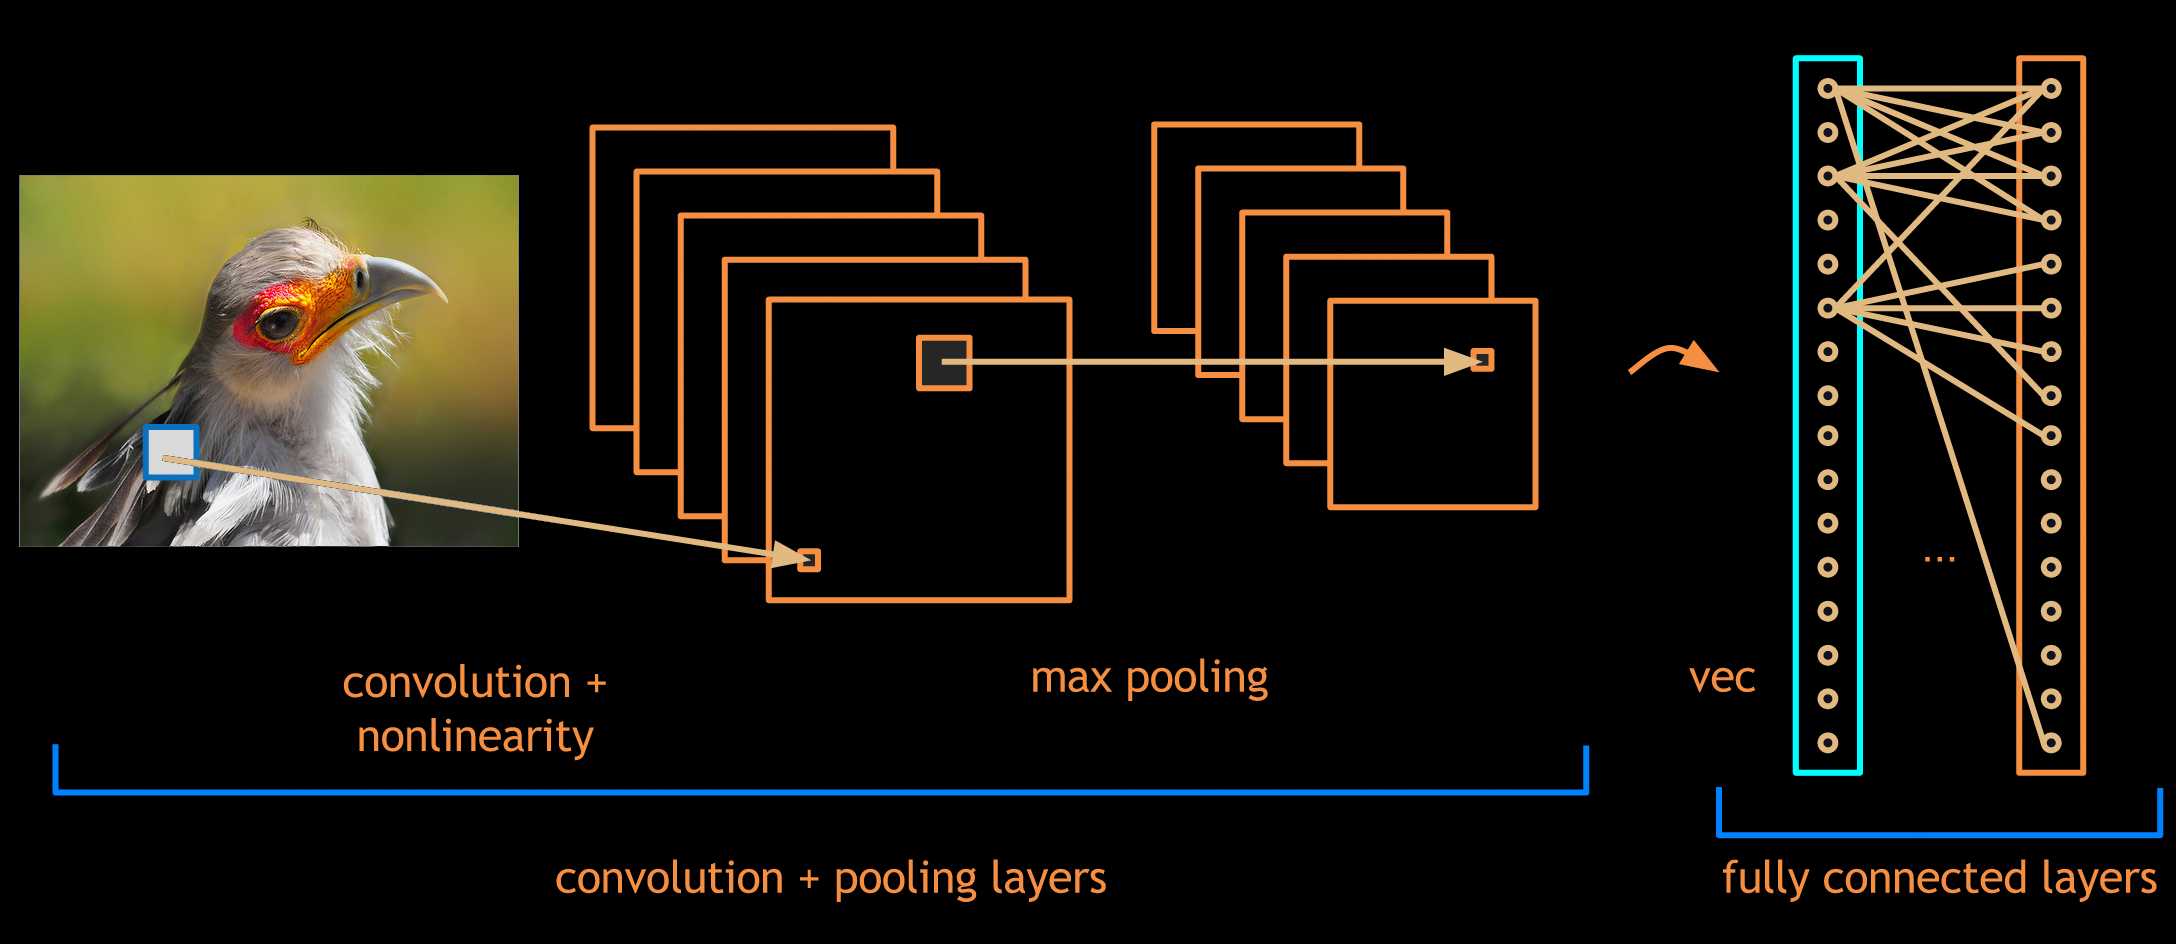 convolution +
nonlinearity
max pooling
vec
...
convolution + pooling layers
fully connected layers